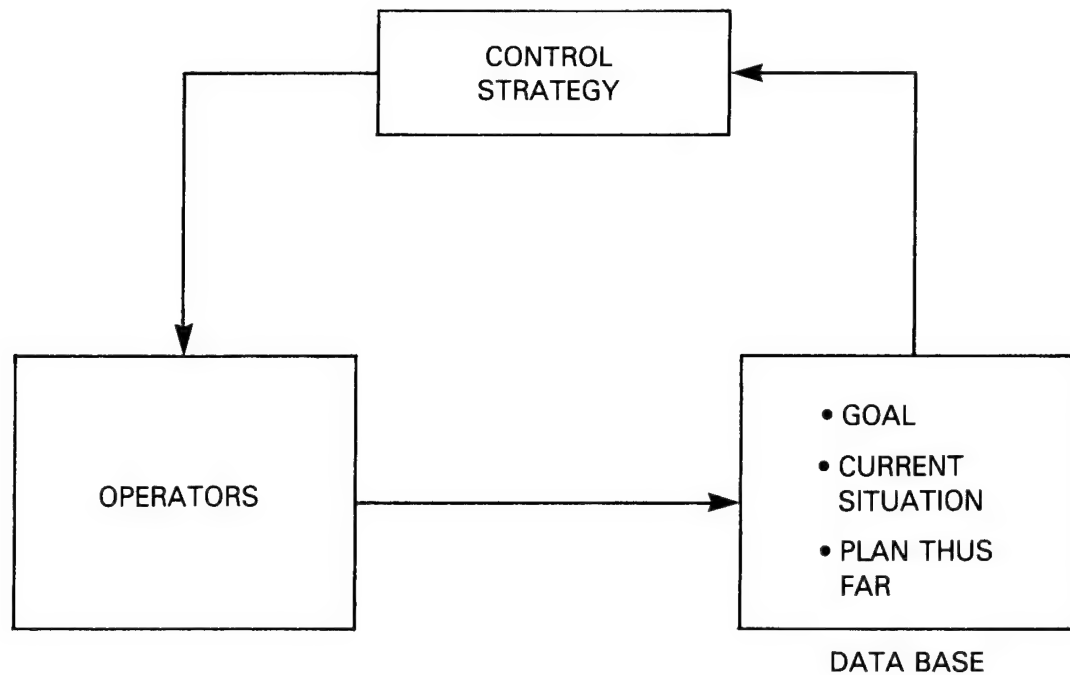 CONTROL
STRATEGY
OPERATORS
• GOAL
• CURRENT
SITUATION
• PLAN THUS
FAR
DATA BASE